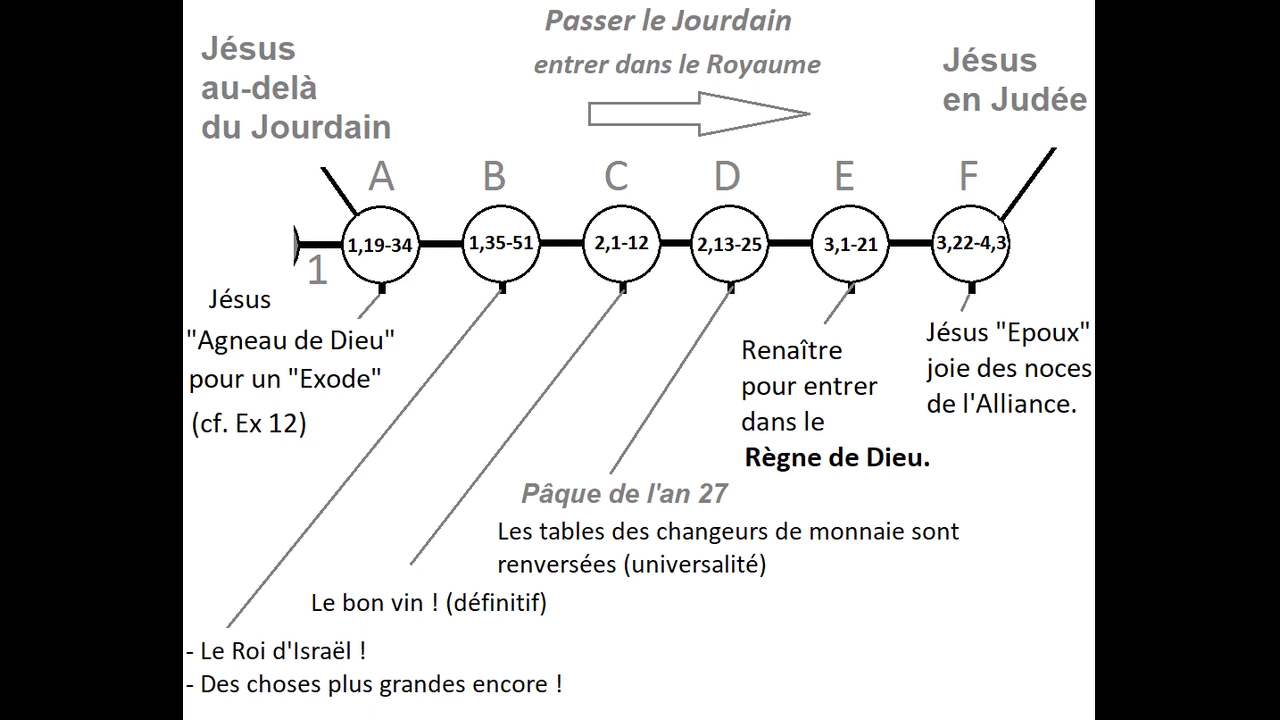 Passer le Jourdain
entrer dans le Royaume
Jésus
au-delà
du Jourdain
Jésus
en Judée
A
B
C
D
E
F
1,19-34
1,35-51
2,1-12
2,13-25
3,1-21
3,22-4,3
1
Jésus
"Agneau de Dieu"
pour un "Exode"
(cf. Ex 12)
Renaître
pour entrer
dans le
Règne de Dieu.
Jésus "Epoux"
joie des noces
de l'Alliance.
Pâque de l'an 27
Les tables des changeurs de monnaie sont
renversées (universalité)
Le bon vin ! (définitif)
- Le Roi d'Israël !
- Des choses plus grandes encore !